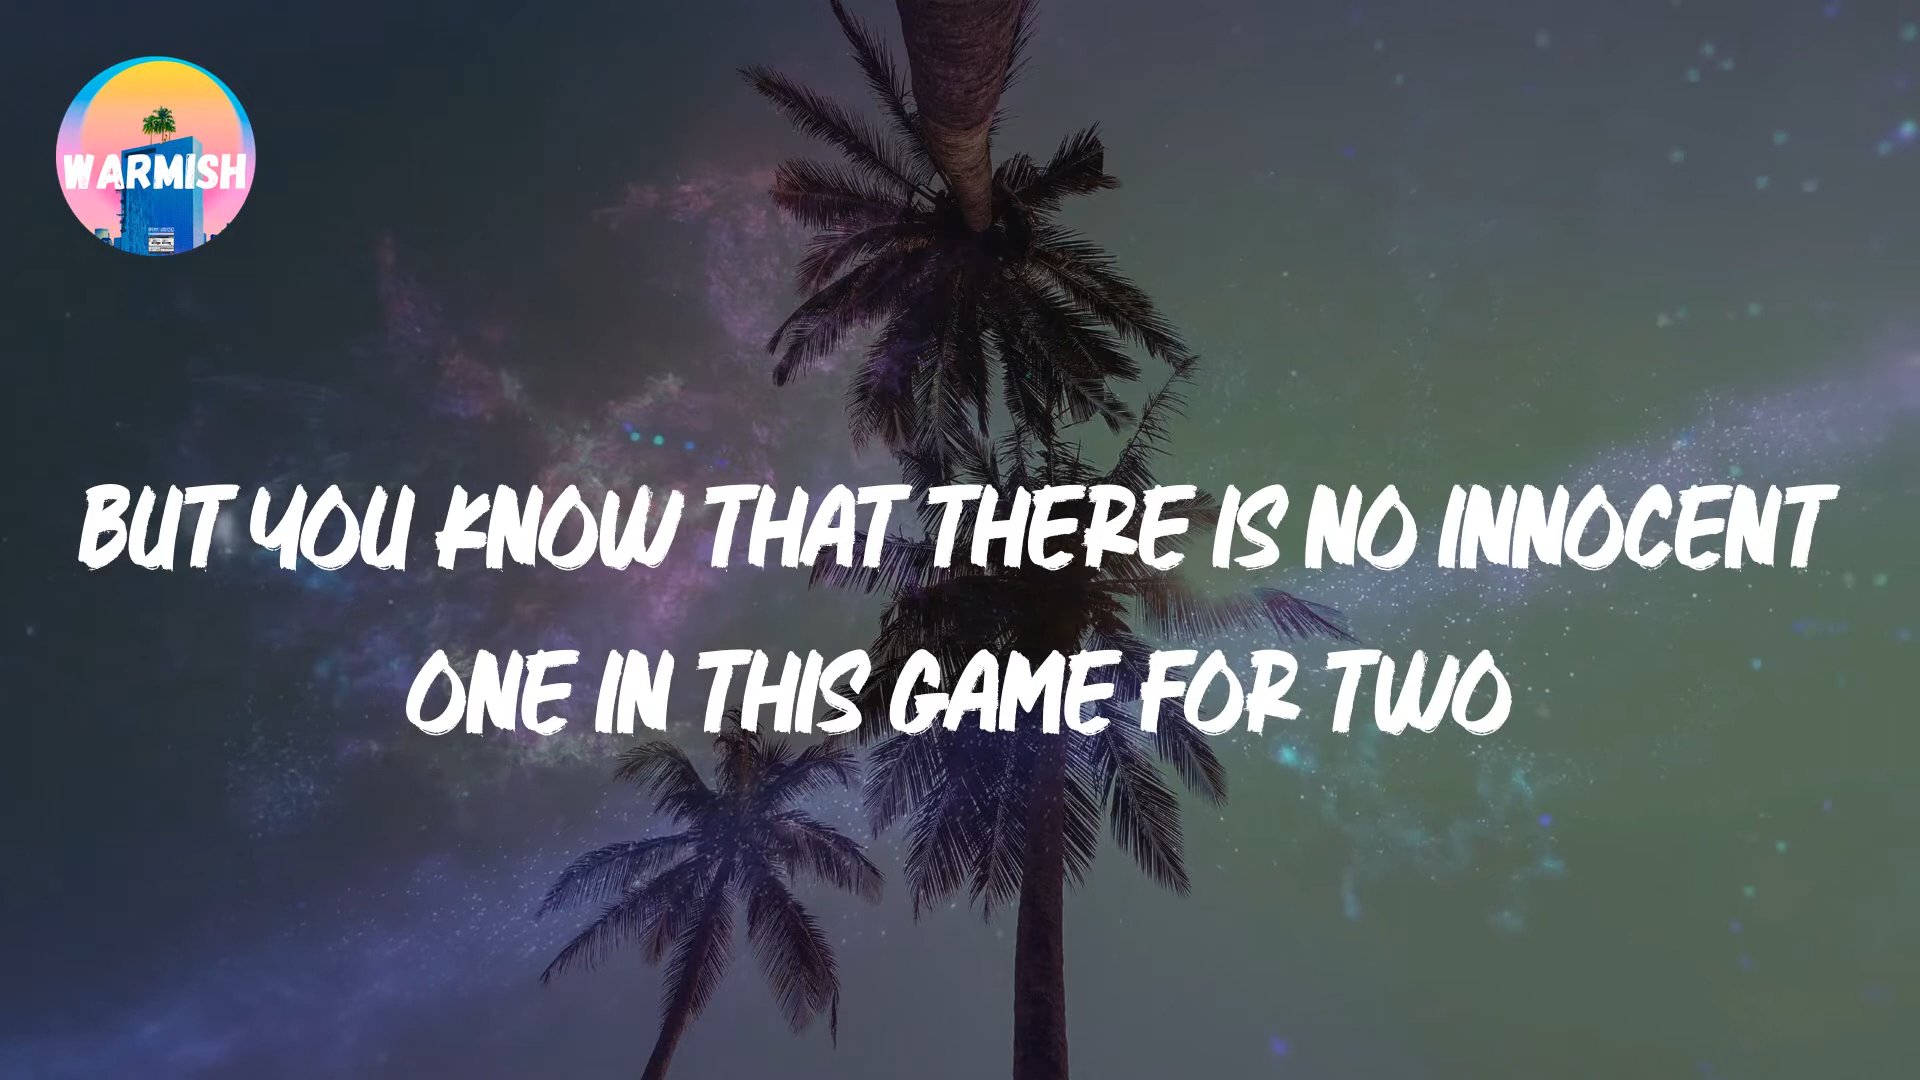 WARMISH
BUT YOU KNOW THAT THERE IS NO INNOCENT
ONE IN THIS GAME FOR TWO